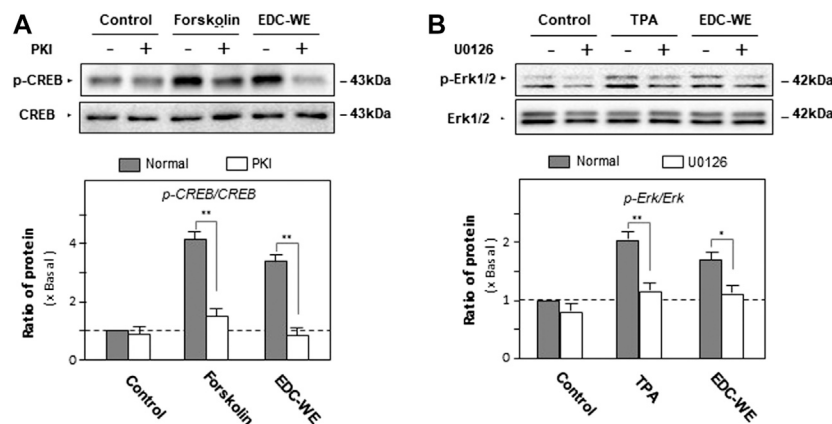 A
Control Forskolin EDC-WE
PKI - + - + - +
p-CREB - 43kDa
CREB - 43kDa
Normal PKI
p-CREB/CREB
Ratio of protein
(x Basal)
4
2
1
0
** **
Control Forskolin EDC-WE
B
Control TPA EDC-WE
U0126 - + - + - +
p-Erk1/2 - 42kDa
Erk1/2 - 42kDa
Normal U0126
p-Erk/Erk
Ratio of protein
(x Basal)
2
1
0
** *
Control TPA EDC-WE